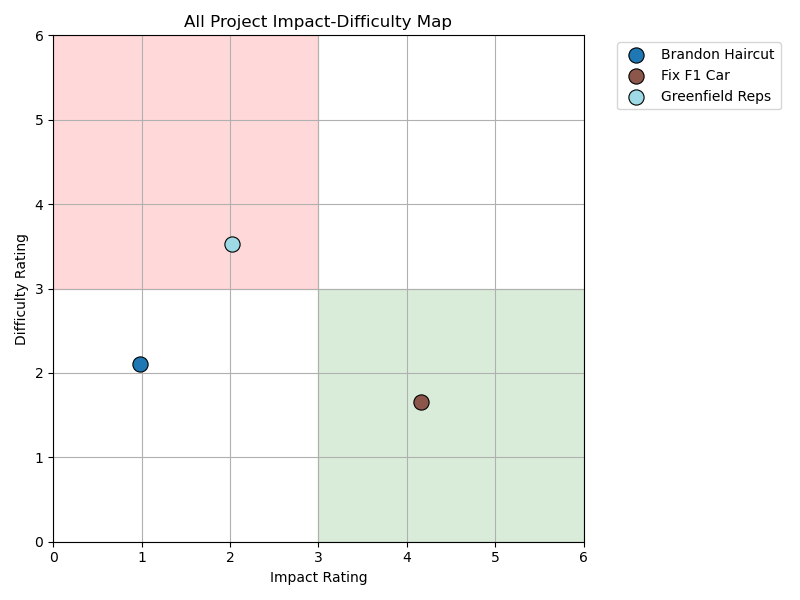 All Project Impact-Difficulty Map
Brandon Haircut
Fix F1 Car
Greenfield Reps
Difficulty Rating
6
5
4
3
2
1
0
0 1 2 3 4 5 6
Impact Rating